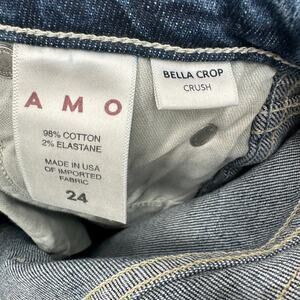 AMO
98% COTTON
2% ELASTANE
MADE IN USA
OF IMPORTED
FABRIC
24
BELLA CROP
CRUSH